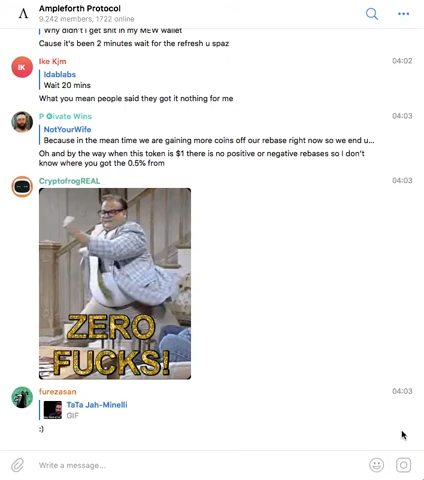 Ampleforth Protocol
9.242 members, 1722 online
Why didn't I get shit in my MEW wallet
Cause it's been 2 minutes wait for the refresh u spaz
IK
Ike Kjm
04:02
Idablabs
Wait 20 mins
What you mean people said they got it nothing for me
04:03
NotYourWife
Because in the mean time we are gaining more coins off our rebase right now so we end u...
Oh and by the way when this token is $1 there is no positive or negative rebases so I don't
know where you got the 0.5% from
CryptofrogREAL
04:03
ZERO
FUCKS!
furezasan
04:03
TaTa Jah-Minelli
GIF
:)
Write a message...